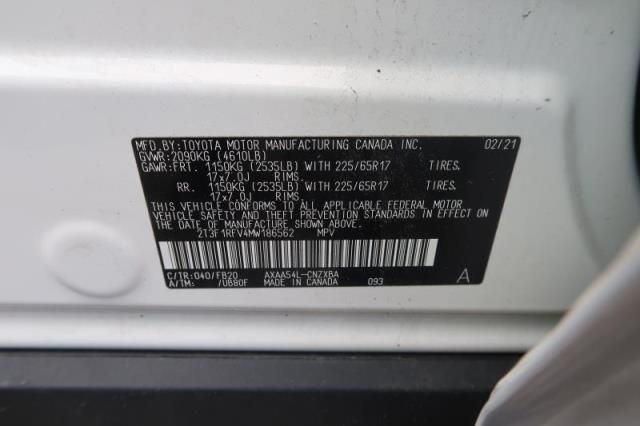 MFD.BY:TOYOTA MOTOR MANUFACTURING CANADA INC. 02/21
GVWR:2090KG (4610LB)
GAWR:FRT. 1150KG (2535LB) WITH 225/65R17 TIRES.
17x7.0J RIMS.
RR. 1150KG (2535LB) WITH 225/65R17 TIRES.
17x7.0J RIMS.
THIS VEHICLE CONFORMS TO ALL APPLICABLE FEDERAL MOTOR
VEHICLE SAFETY AND THEFT PREVENTION STANDARDS IN EFFECT ON
THE DATE OF MANUFACTURE SHOWN ABOVE.
2T3F1RFV4MW186562 MPV
C/TR:040/FB20 AXAA54L-CNZXBA A
A/TM: /UB80F MADE IN CANADA 093